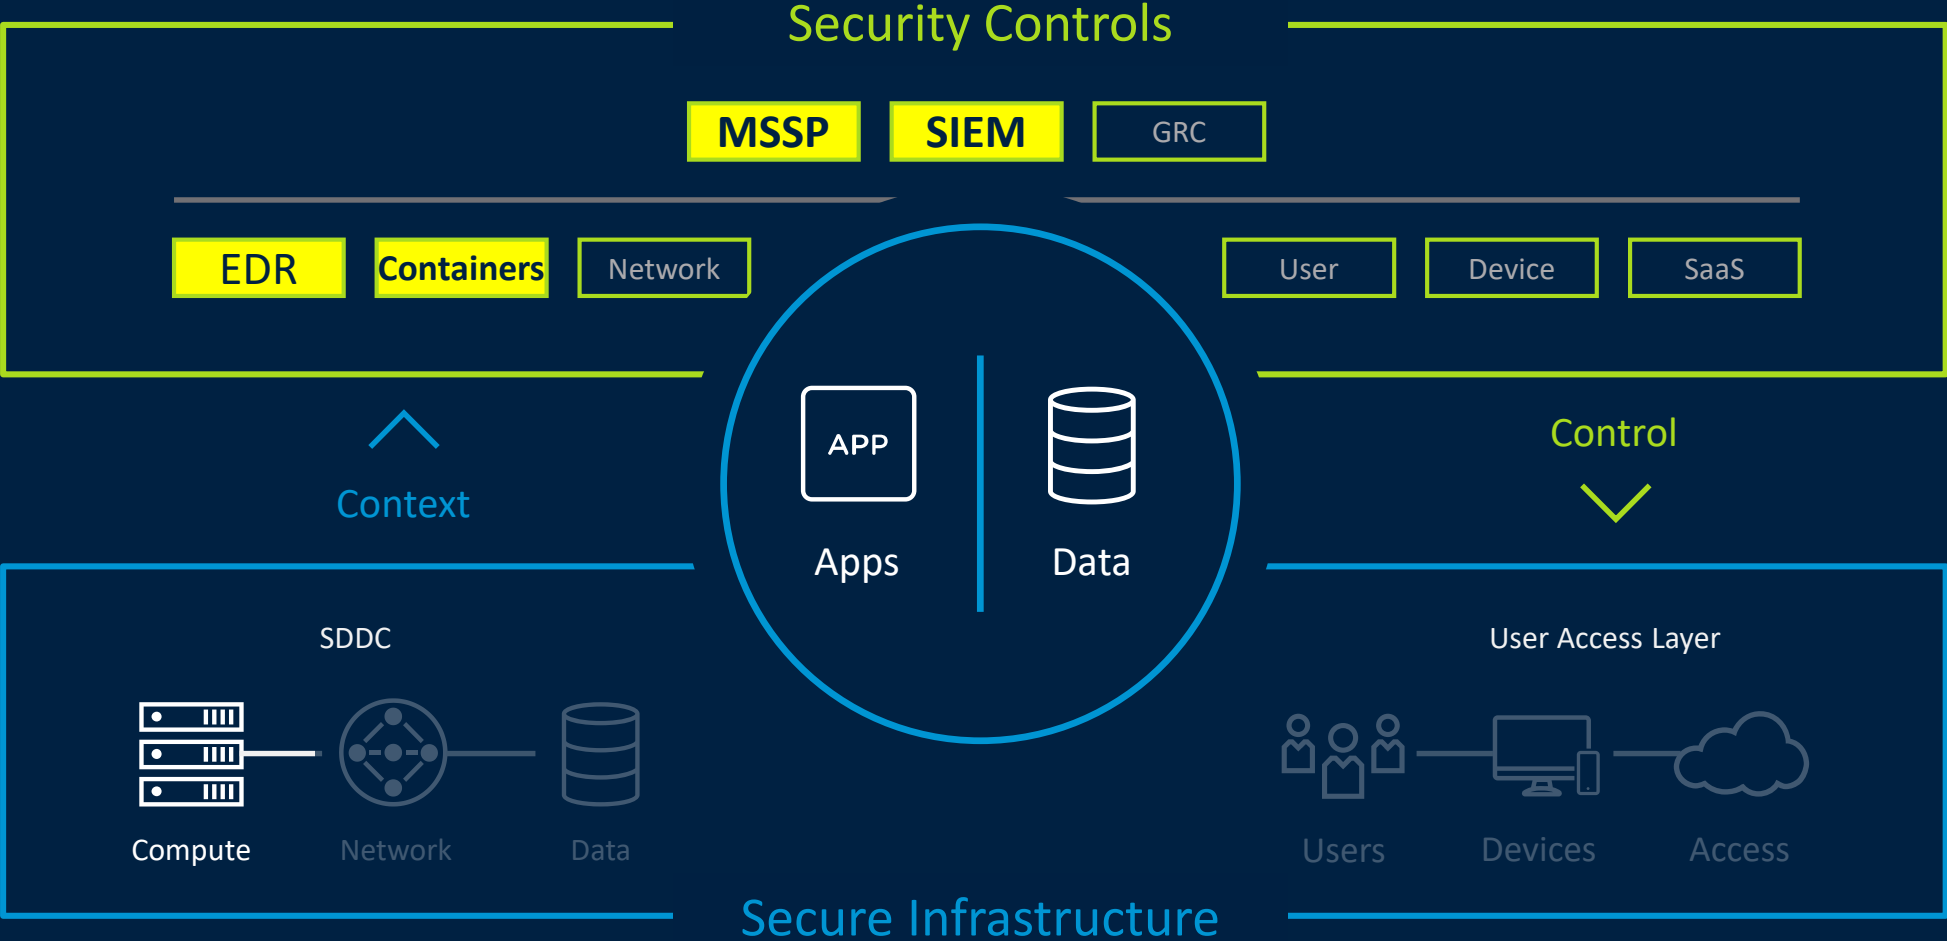 Security Controls
MSSP
SIEM
GRC
EDR
Containers
Network
User
Device
SaaS
APP
Apps
Data
Context
Control
SDDC
Compute
Network
Data
User Access Layer
Users
Devices
Access
Secure Infrastructure